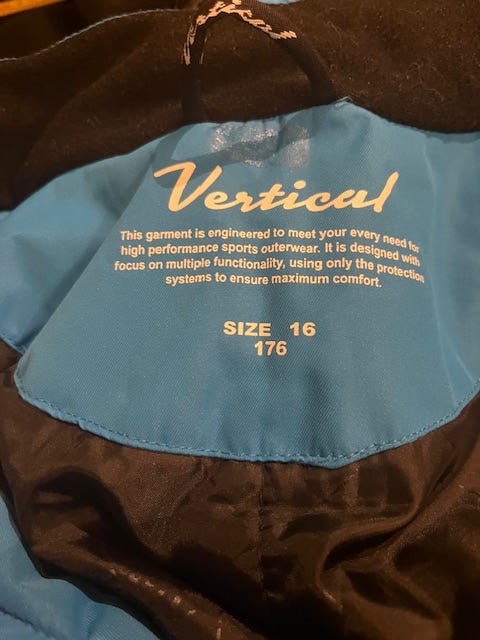 Vertical
This garment is engineered to meet your every need for
high performance sports outerwear. It is designed with
focus on multiple functionality, using only the protection
systems to ensure maximum comfort.
SIZE 16
176